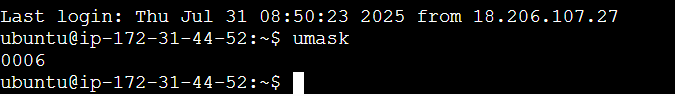 Last login: Thu Jul 31 08:50:23 2025 from 18.206.107.27
ubuntu@ip-172-31-44-52:~$ umask
0006
ubuntu@ip-172-31-44-52:~$